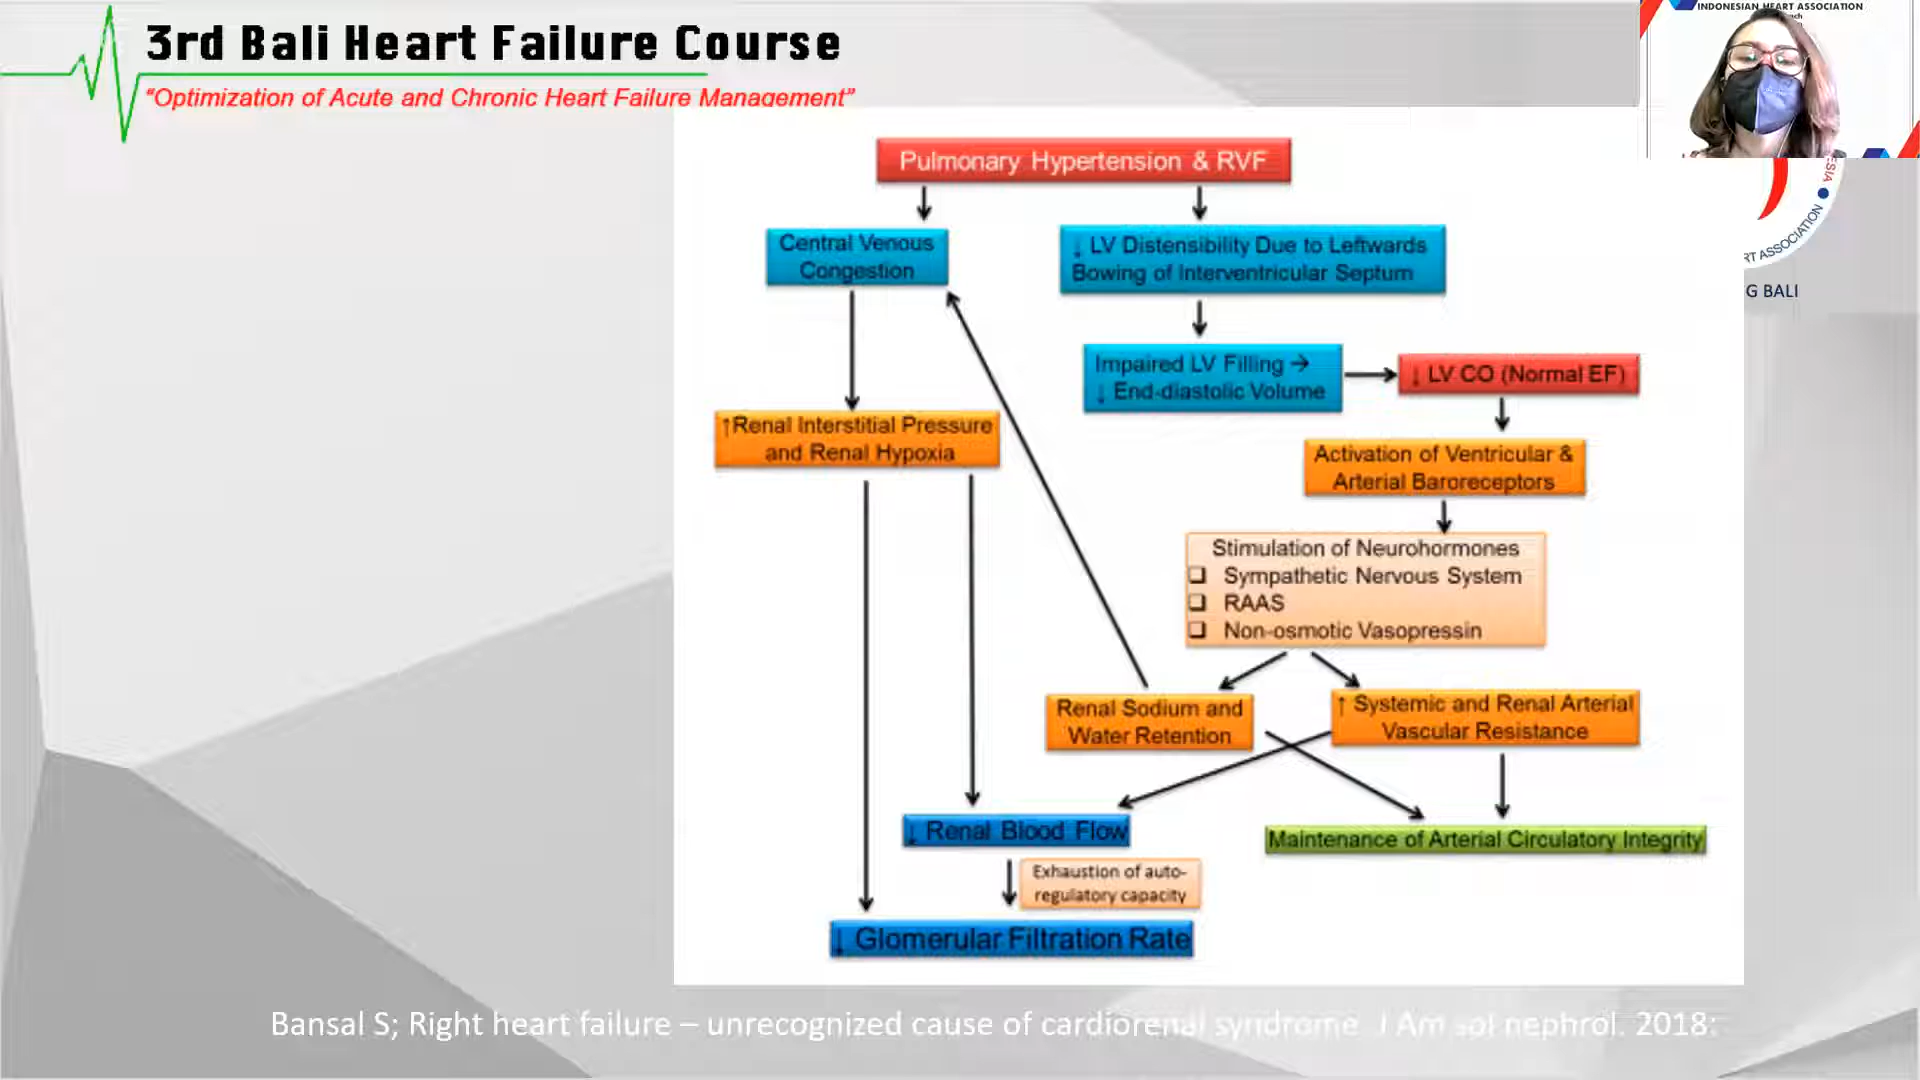 3rd Bali Heart Failure Course
"Optimization of Acute and Chronic Heart Failure Management"
INDONESIAN HEART ASSOCIATION
RT ASSOCIATION
G BALI
Pulmonary Hypertension & RVF
Central Venous
Congestion
↓ LV Distensibility Due to Leftwards
Bowing of Interventricular Septum
Impaired LV Filling →
↓ End-diastolic Volume
↓ LV CO (Normal EF)
↑Renal Interstitial Pressure
and Renal Hypoxia
Activation of Ventricular &
Arterial Baroreceptors
Stimulation of Neurohormones
❑ Sympathetic Nervous System
❑ RAAS
❑ Non-osmotic Vasopressin
Renal Sodium and
Water Retention
↑ Systemic and Renal Arterial
Vascular Resistance
↓ Renal Blood Flow
Maintenance of Arterial Circulatory Integrity
Exhaustion of auto-
regulatory capacity
↓ Glomerular Filtration Rate
Bansal S; Right heart failure – unrecognized cause of cardiorenal syndrome. J Am sol nephrol. 2018: